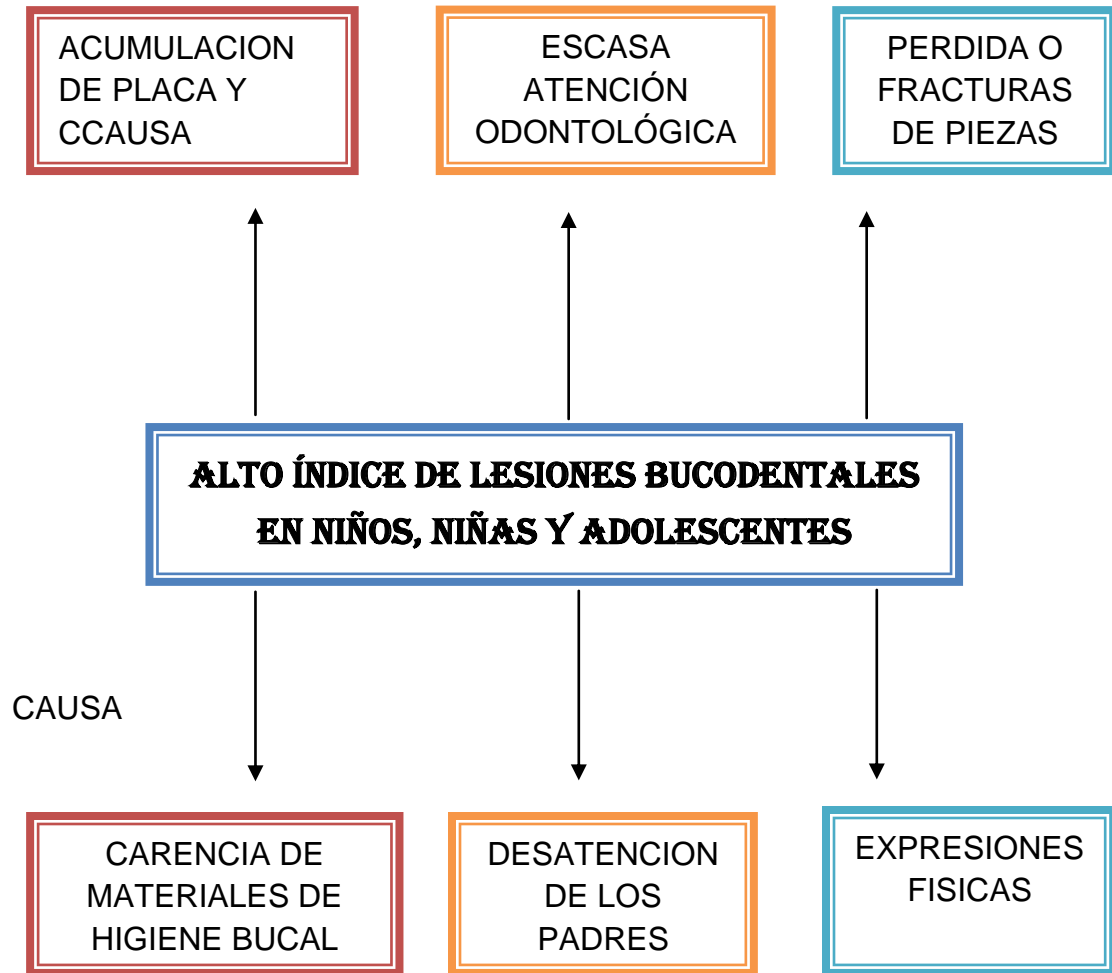 ACUMULACION
DE PLACA Y
CCAUSA
ESCASA
ATENCIÓN
ODONTOLÓGICA
PERDIDA O
FRACTURAS
DE PIEZAS
ALTO ÍNDICE DE LESIONES BUCODENTALES
EN NIÑOS, NIÑAS Y ADOLESCENTES
CAUSA
CARENCIA DE
MATERIALES DE
HIGIENE BUCAL
DESATENCION
DE LOS
PADRES
EXPRESIONES
FISICAS